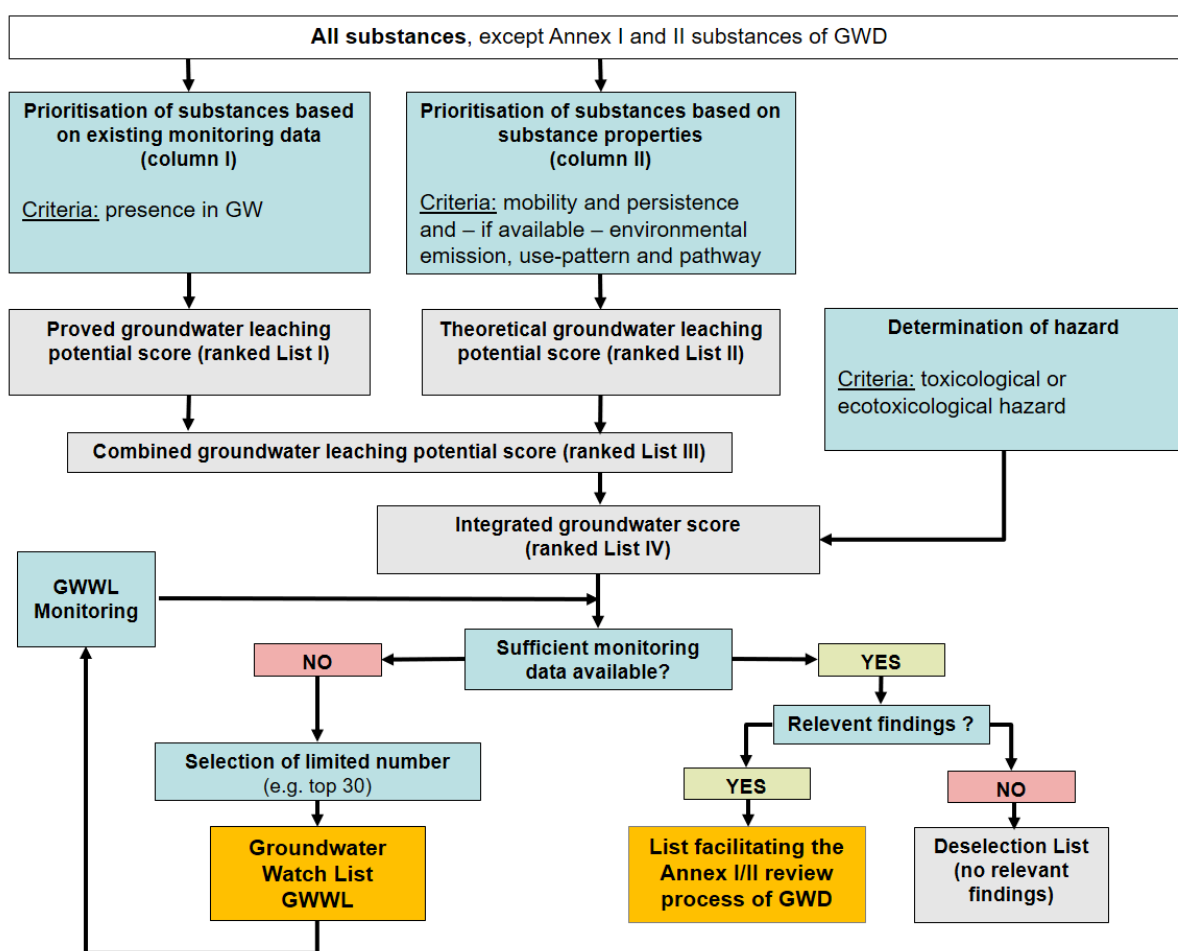 All substances, except Annex I and II substances of GWD
Prioritisation of substances based
on existing monitoring data
(column I)
Criteria: presence in GW
Prioritisation of substances based on
substance properties
(column II)
Criteria: mobility and persistence
and – if available – environmental
emission, use-pattern and pathway
Proved groundwater leaching
potential score (ranked List I)
Theoretical groundwater leaching
potential score (ranked List II)
Determination of hazard
Criteria: toxicological or
ecotoxicological hazard
Combined groundwater leaching potential score (ranked List III)
Integrated groundwater score
(ranked List IV)
GWWL
Monitoring
Sufficient monitoring
data available?
NO
YES
Relevent findings ?
Selection of limited number
(e.g. top 30)
YES
NO
Groundwater
Watch List
GWWL
List facilitating the
Annex I/II review
process of GWD
Deselection List
(no relevant
findings)